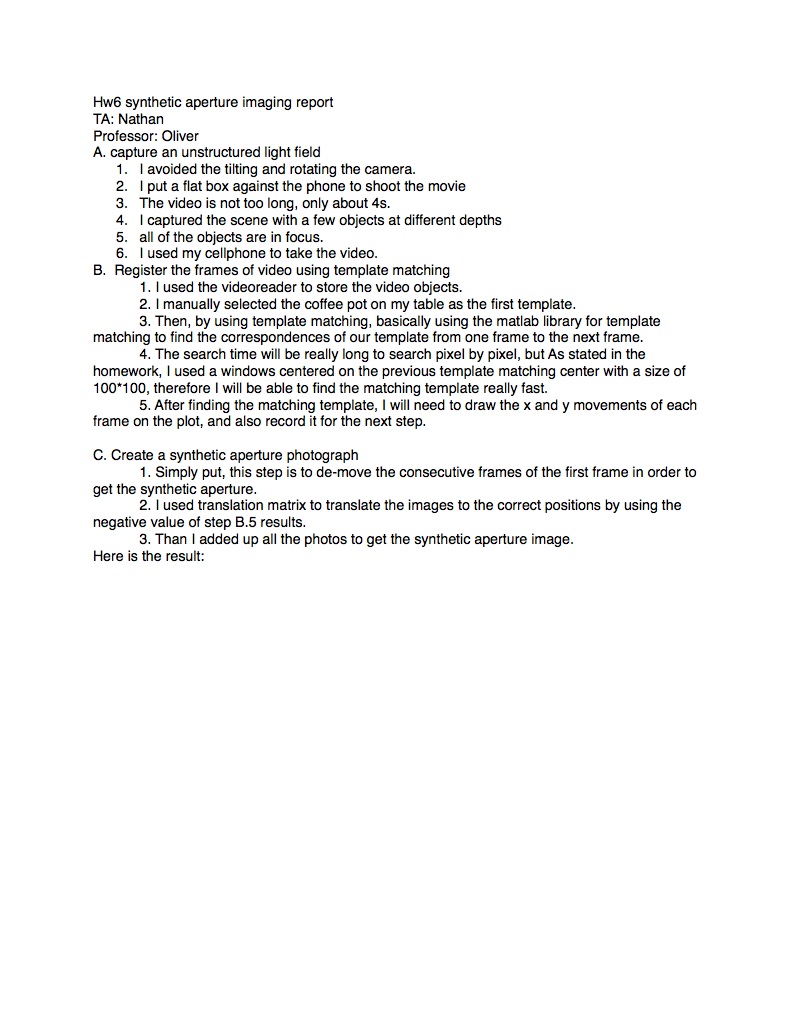 Hw6 synthetic aperture imaging report
TA: Nathan
Professor: Oliver
A. capture an unstructured light field
1. I avoided the tilting and rotating the camera.
2. I put a flat box against the phone to shoot the movie
3. The video is not too long, only about 4s.
4. I captured the scene with a few objects at different depths
5. all of the objects are in focus.
6. I used my cellphone to take the video.
B. Register the frames of video using template matching
1. I used the videoreader to store the video objects.
2. I manually selected the coffee pot on my table as the first template.
3. Then, by using template matching, basically using the matlab library for template
matching to find the correspondences of our template from one frame to the next frame.
4. The search time will be really long to search pixel by pixel, but As stated in the
homework, I used a windows centered on the previous template matching center with a size of
100*100, therefore I will be able to find the matching template really fast.
5. After finding the matching template, I will need to draw the x and y movements of each
frame on the plot, and also record it for the next step.
C. Create a synthetic aperture photograph
1. Simply put, this step is to de-move the consecutive frames of the first frame in order to
get the synthetic aperture.
2. I used translation matrix to translate the images to the correct positions by using the
negative value of step B.5 results.
3. Than I added up all the photos to get the synthetic aperture image.
Here is the result: